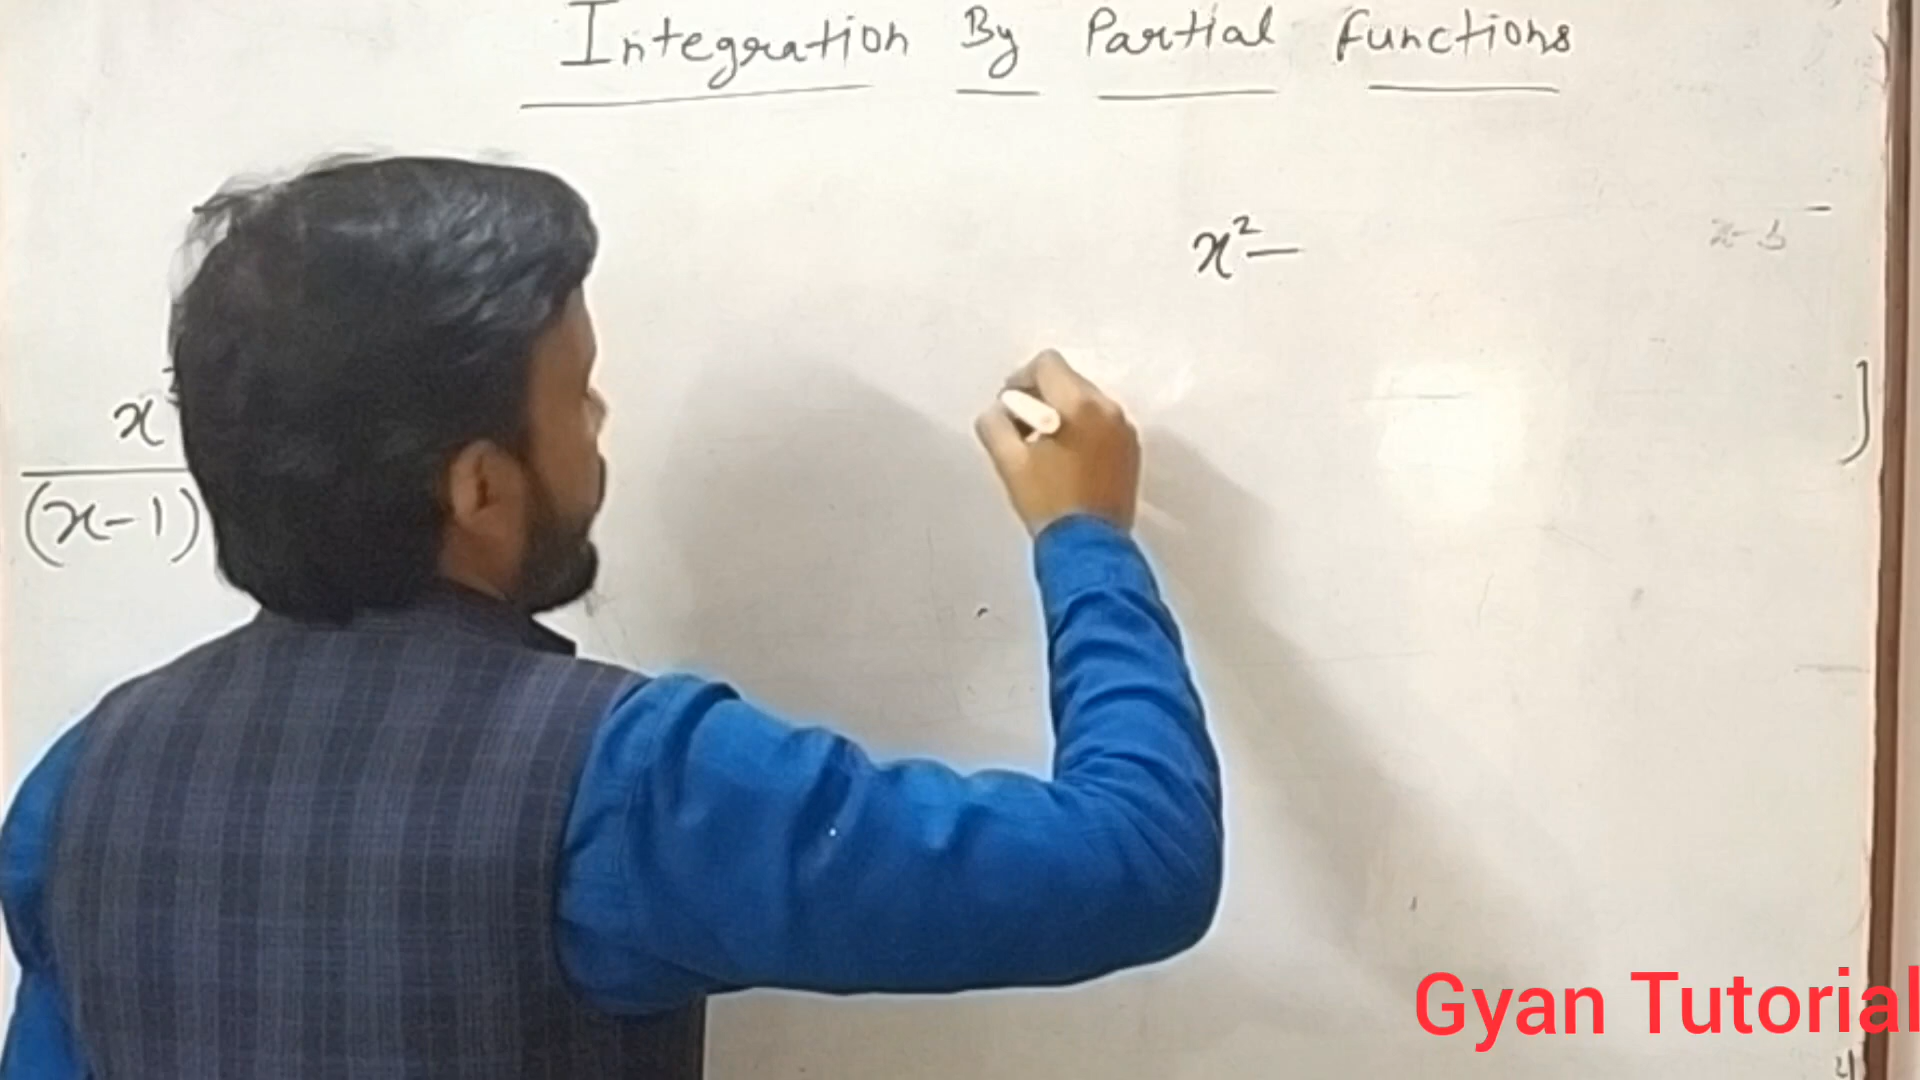 Integration By Partial functions
x² –
x
(x-1)
Gyan Tutorial